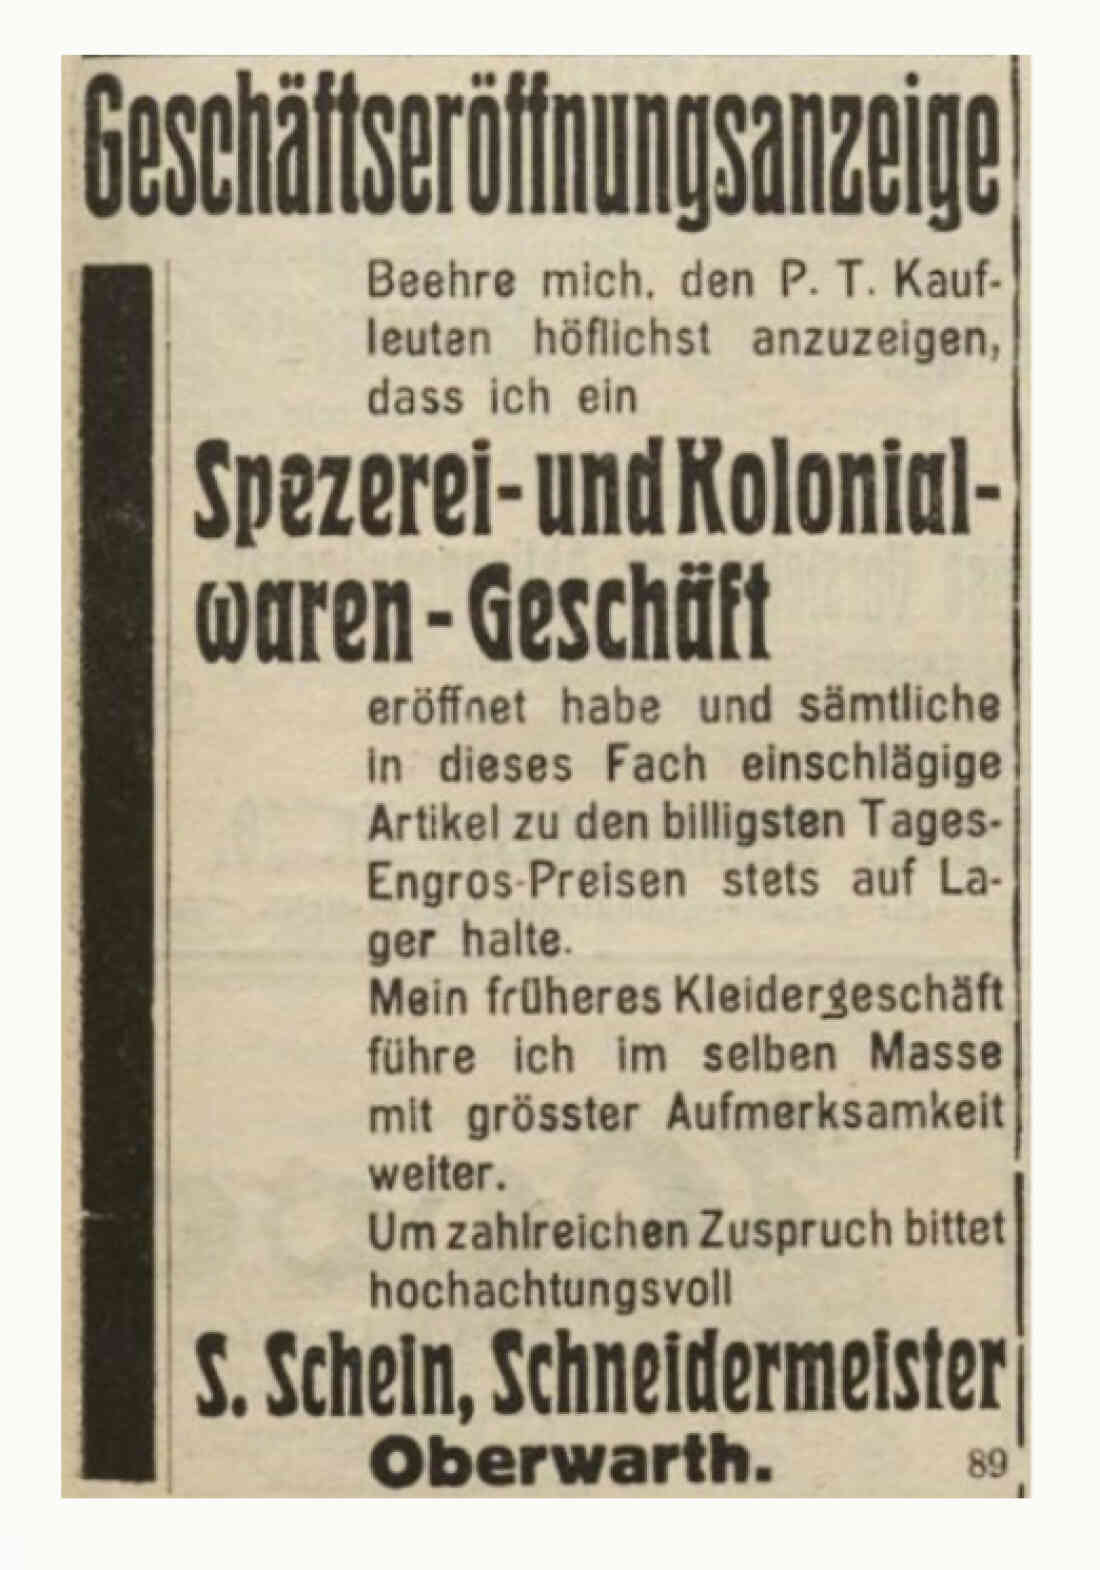 Geschäftseröffnungsanzeige
Beehre mich, den P. T. Kauf-
leuten höflichst anzuzeigen,
dass ich ein
Spezerei- und Kolonial-
waren - Geschäft
eröffnet habe und sämtliche
in dieses Fach einschlägige
Artikel zu den billigsten Tages-
Engros-Preisen stets auf La-
ger halte.
Mein früheres Kleidergeschäft
führe ich im selben Masse
mit grösster Aufmerksamkeit
weiter.
Um zahlreichen Zuspruch bittet
hochachtungsvoll
S. Schein, Schneidermeister
Oberwarth.
89